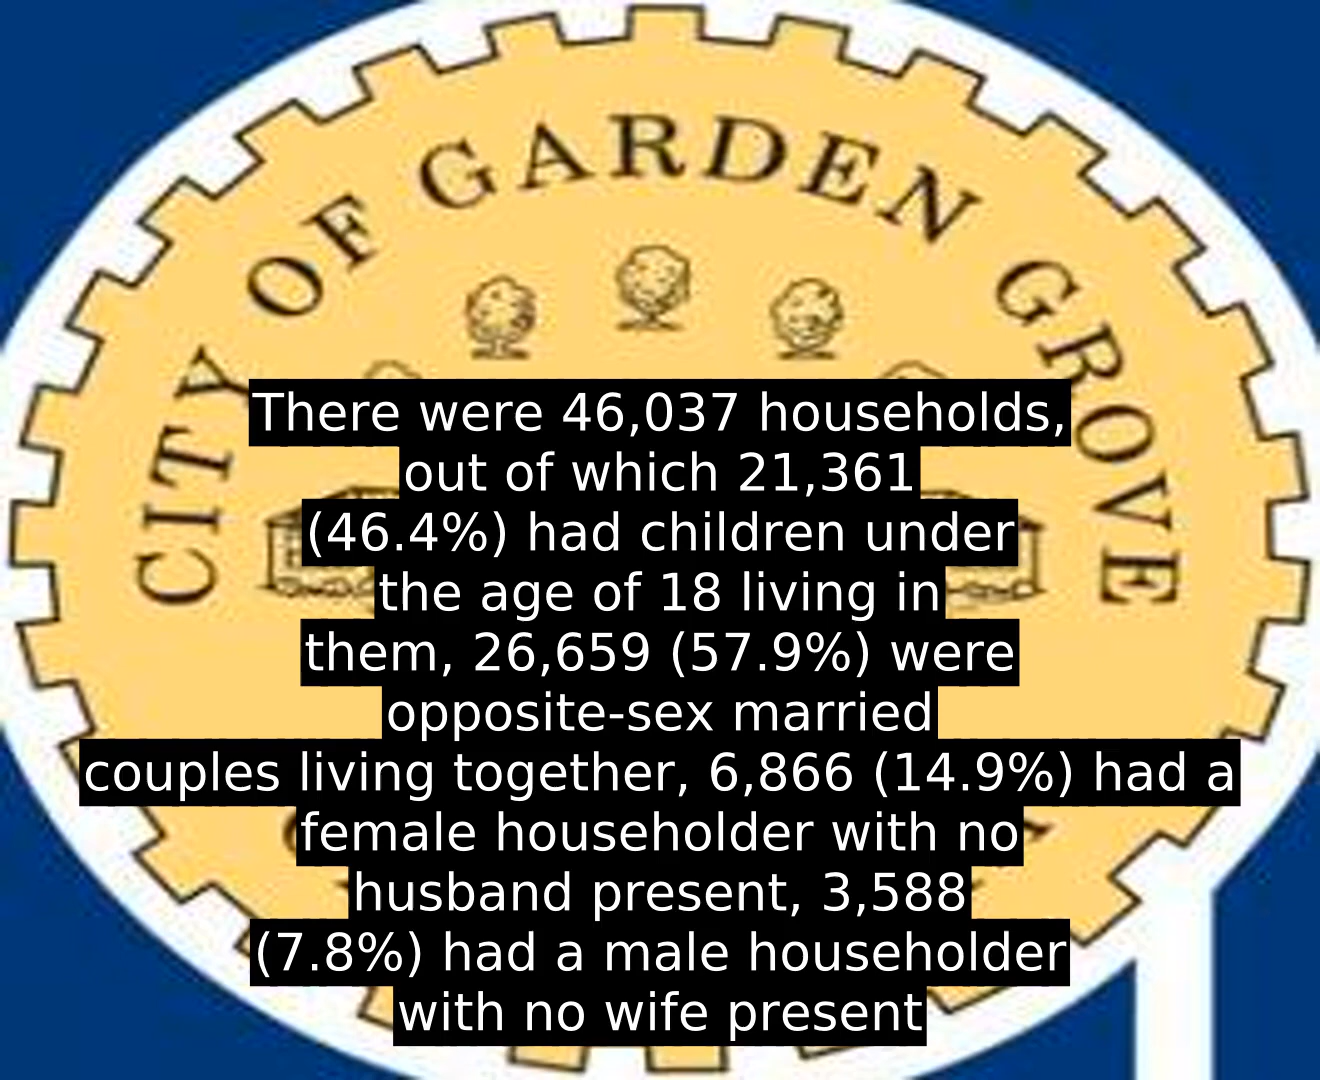 CITY OF GARDEN GROVE
There were 46,037 households,
out of which 21,361
(46.4%) had children under
the age of 18 living in
them, 26,659 (57.9%) were
opposite-sex married
couples living together, 6,866 (14.9%) had a
female householder with no
husband present, 3,588
(7.8%) had a male householder
with no wife present